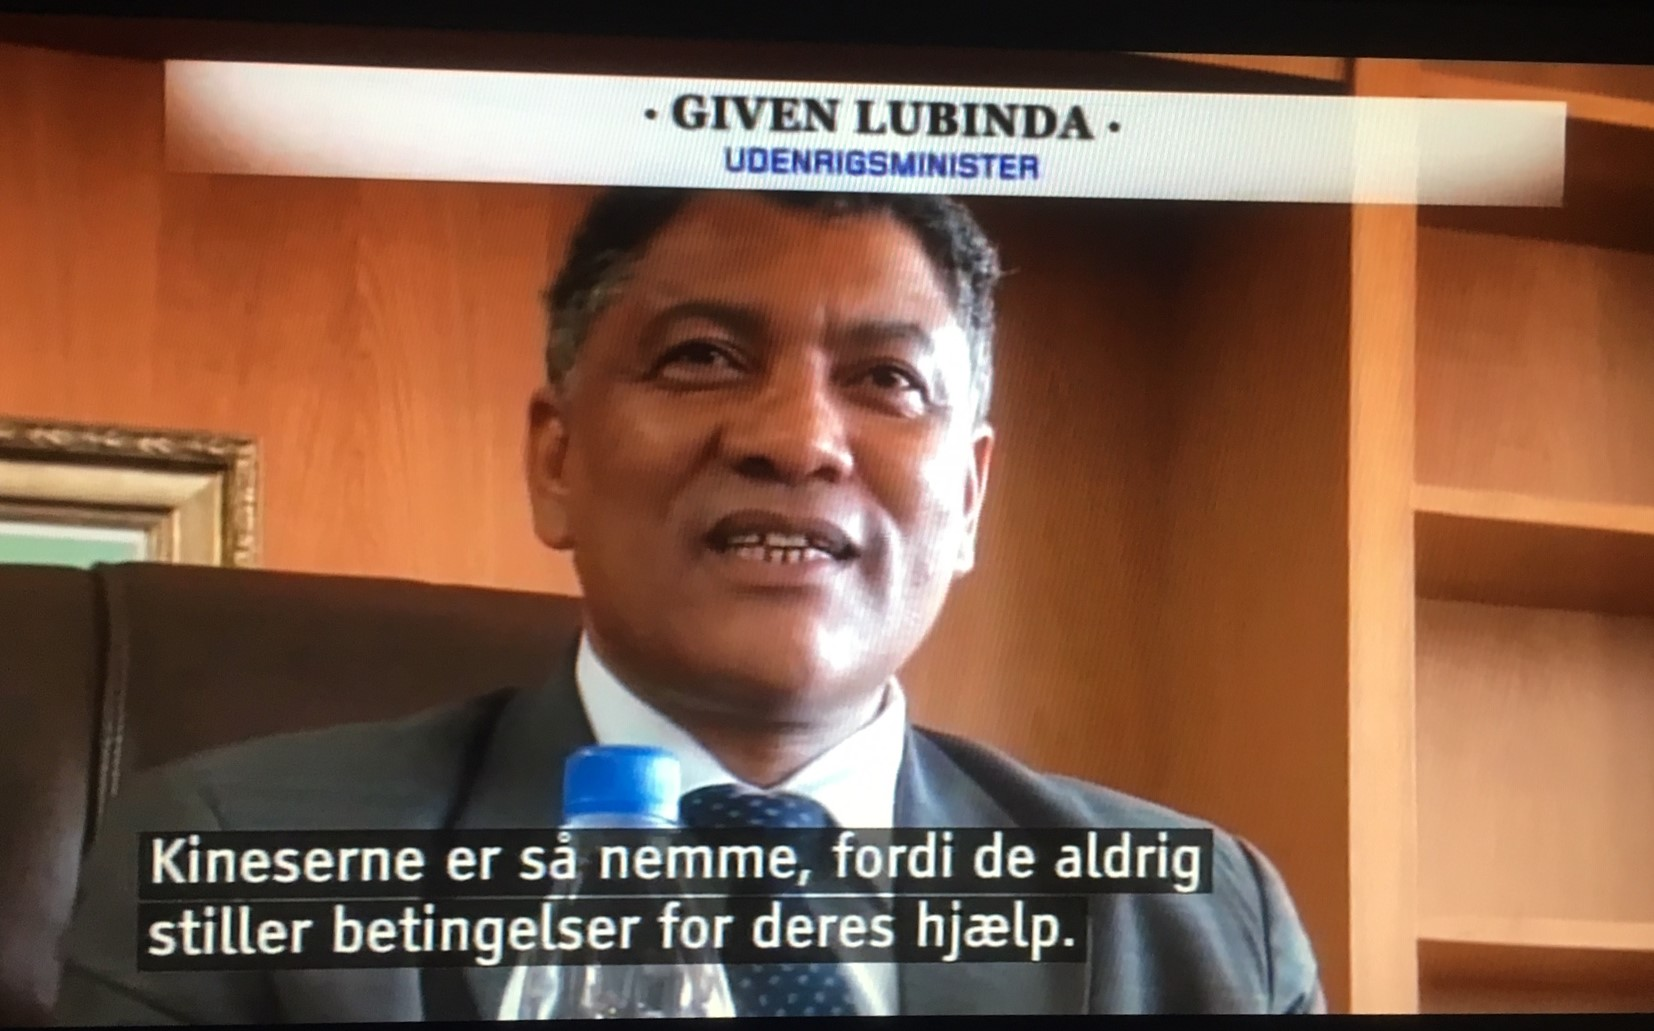 · GIVEN LUBINDA ·
UDENRIGSMINISTER
Kineserne er så nemme, fordi de aldrig
stiller betingelser for deres hjælp.